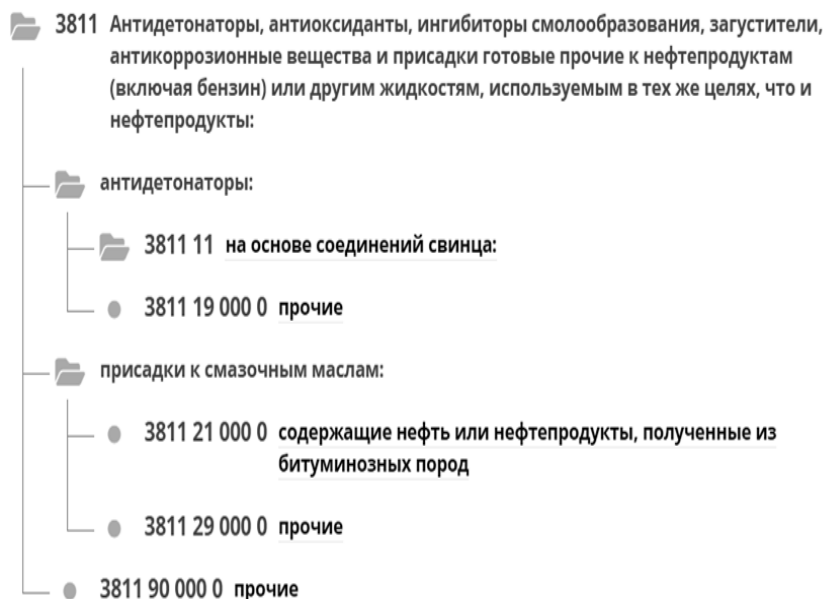 3811 Антидетонаторы, антиоксиданты, ингибиторы смолообразования, загустители,
антикоррозионные вещества и присадки готовые прочие к нефтепродуктам
(включая бензин) или другим жидкостям, используемым в тех же целях, что и
нефтепродукты:
антидетонаторы:
3811 11 на основе соединений свинца:
3811 19 000 0 прочие
присадки к смазочным маслам:
3811 21 000 0 содержащие нефть или нефтепродукты, полученные из
битуминозных пород
3811 29 000 0 прочие
3811 90 000 0 прочие